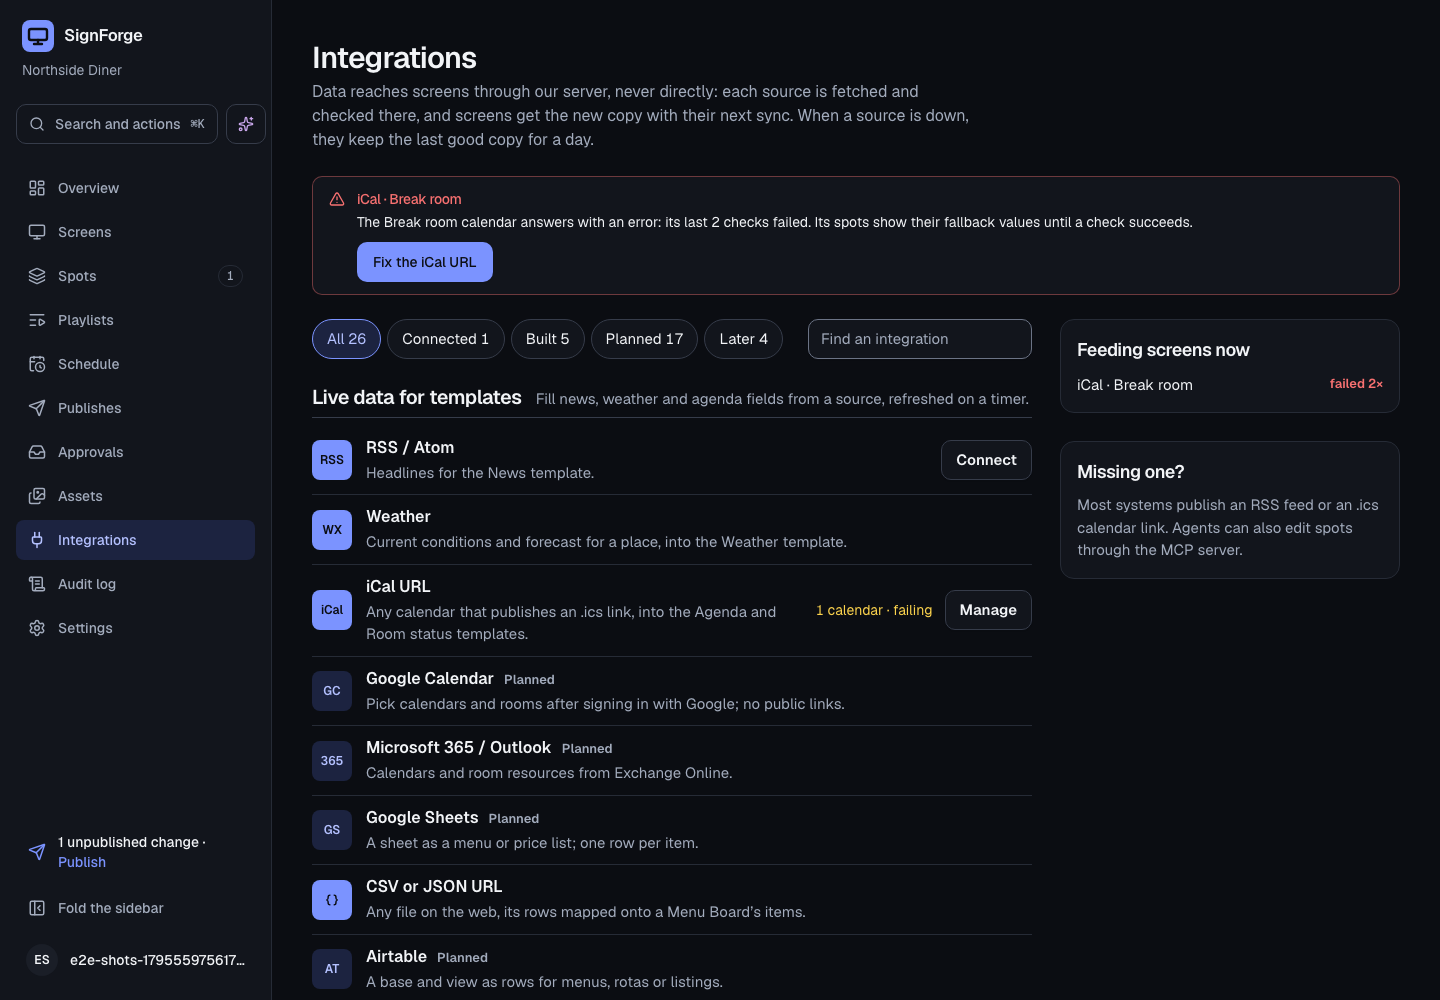 SignForge
Northside Diner
Search and actions ⌘K
Overview
Screens
Spots 1
Playlists
Schedule
Publishes
Approvals
Assets
Integrations
Audit log
Settings
1 unpublished change ·
Publish
Fold the sidebar
ES e2e-shots-179555975617…
Integrations
Data reaches screens through our server, never directly: each source is fetched and
checked there, and screens get the new copy with their next sync. When a source is down,
they keep the last good copy for a day.
iCal · Break room
The Break room calendar answers with an error: its last 2 checks failed. Its spots show their fallback values until a check succeeds.
Fix the iCal URL
All 26 Connected 1 Built 5 Planned 17 Later 4 Find an integration
Live data for templates Fill news, weather and agenda fields from a source, refreshed on a timer.
RSS RSS / Atom
Headlines for the News template.
Connect
WX Weather
Current conditions and forecast for a place, into the Weather template.
iCal iCal URL
Any calendar that publishes an .ics link, into the Agenda and
Room status templates.
1 calendar · failing Manage
GC Google Calendar Planned
Pick calendars and rooms after signing in with Google; no public links.
365 Microsoft 365 / Outlook Planned
Calendars and room resources from Exchange Online.
GS Google Sheets Planned
A sheet as a menu or price list; one row per item.
{} CSV or JSON URL
Any file on the web, its rows mapped onto a Menu Board's items.
AT Airtable Planned
A base and view as rows for menus, rotas or listings.
Feeding screens now
iCal · Break room failed 2×
Missing one?
Most systems publish an RSS feed or an .ics
calendar link. Agents can also edit spots
through the MCP server.